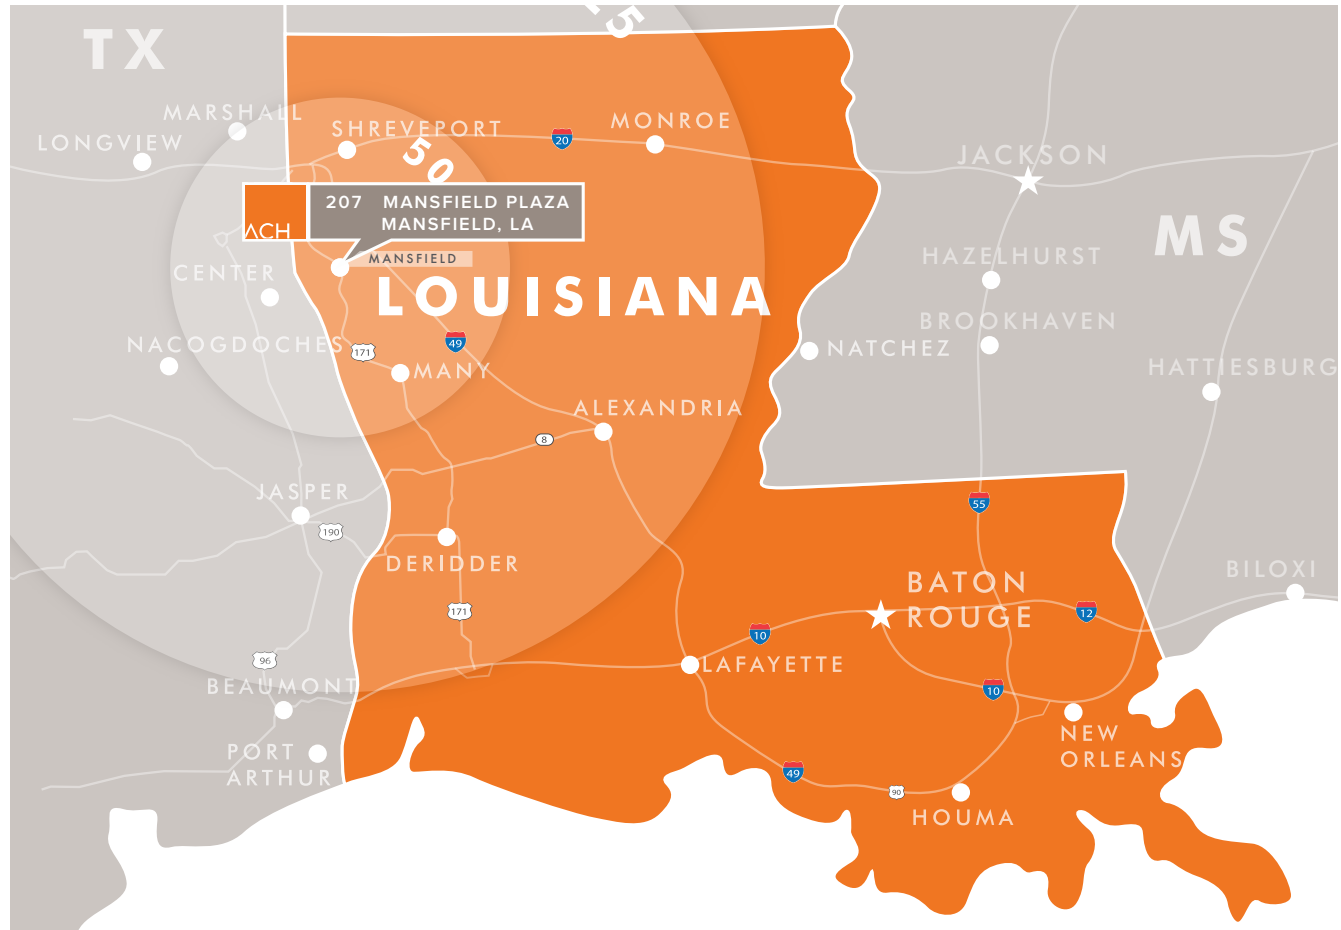 TX
MARSHALL
LONGVIEW
SHREVEPORT
50
20
MONROE
JACKSON
MS
207 MANSFIELD PLAZA
MANSFIELD, LA
ACH
MANSFIELD
CENTER
LOUISIANA
HAZELHURST
BROOKHAVEN
NACOGDOCHES
171
49
MANY
NATCHEZ
HATTIESBURG
ALEXANDRIA
8
JASPER
190
55
DERIDDER
BILOXI
BATON
ROUGE
171
10
12
96
LAFAYETTE
BEAUMONT
10
PORT
ARTHUR
NEW
ORLEANS
49
90
HOUMA